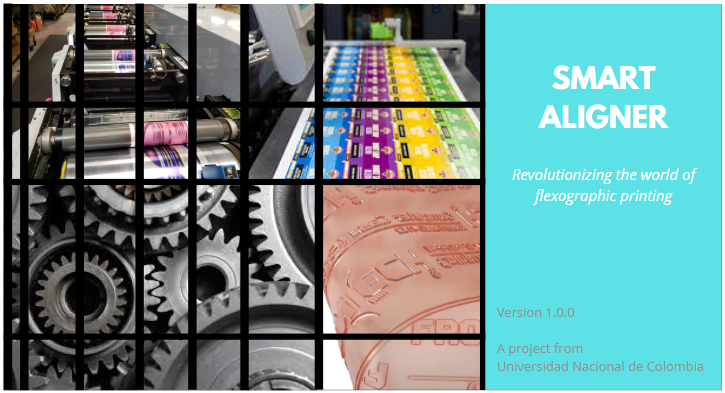 SMART
ALIGNER
Revolutionizing the world of
flexographic printing
Version 1.0.0
A project from
Universidad Nacional de Colombia